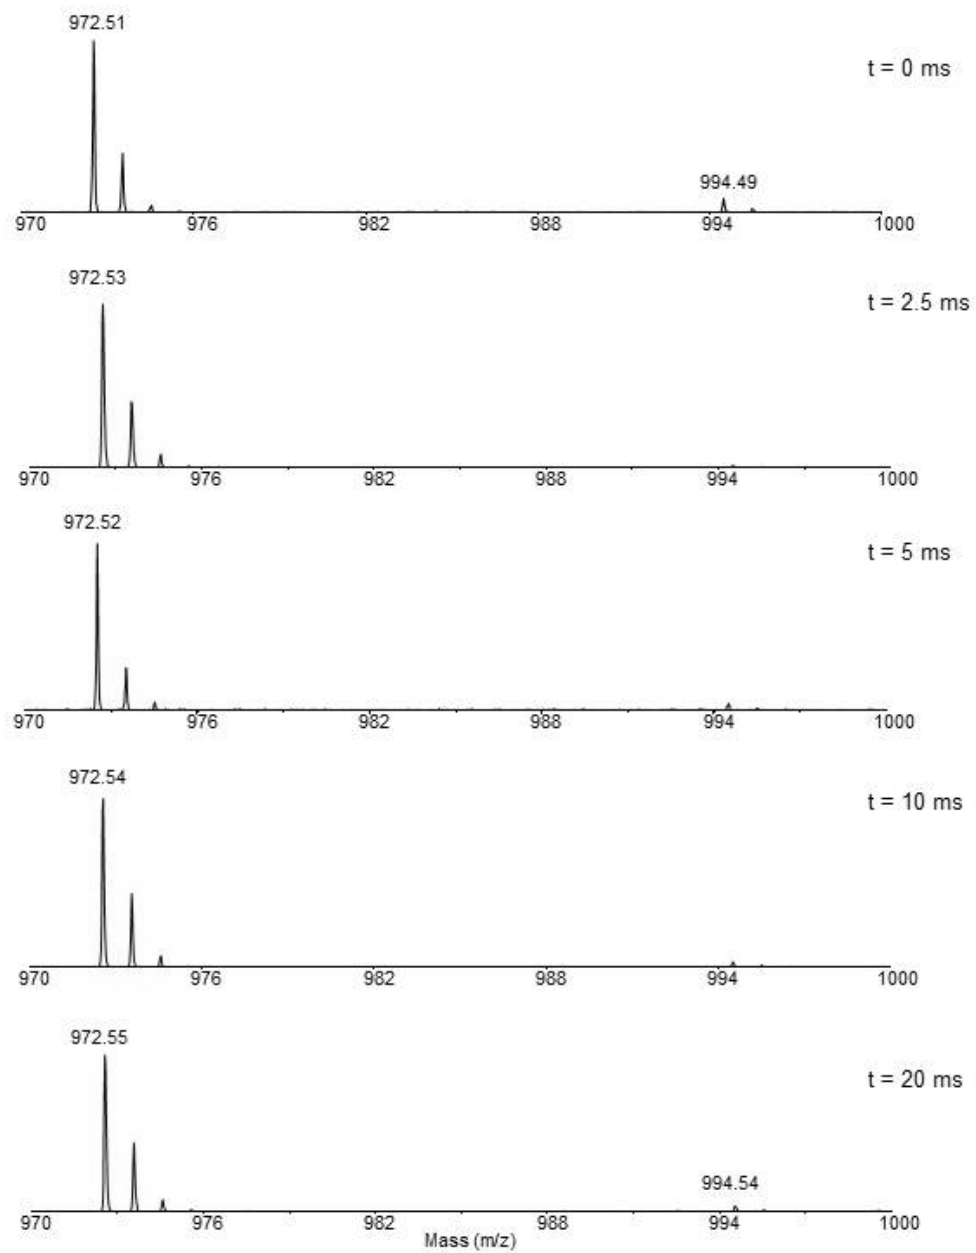 972.51
t = 0 ms
994.49
970 976 982 988 994 1000
972.53
t = 2.5 ms
970 976 982 988 994 1000
972.52
t = 5 ms
970 976 982 988 994 1000
972.54
t = 10 ms
970 976 982 988 994 1000
972.55
t = 20 ms
994.54
970 976 982 988 994 1000
Mass (m/z)